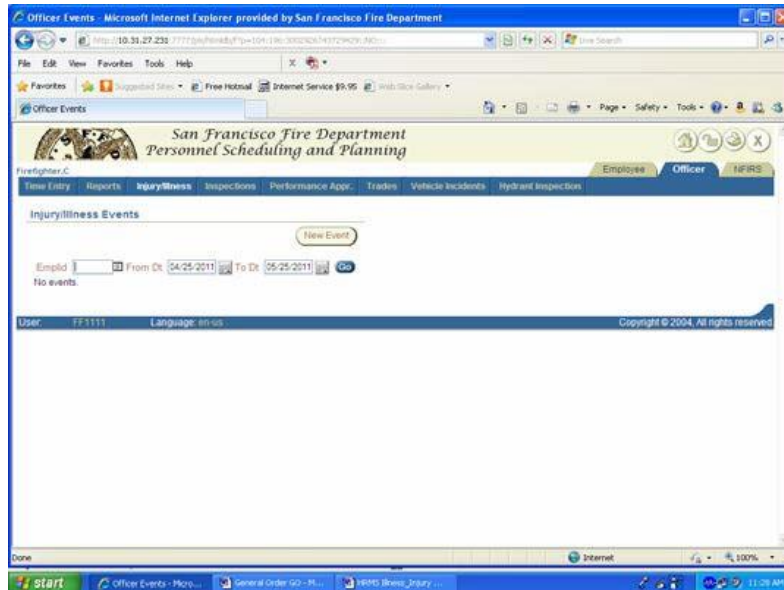 Officer Events - Microsoft Internet Explorer provided by San Francisco Fire Department
File Edit View Favorites Tools Help
Favorites Suggested Sites Free Hotmail Internet Service $9.95 Web Slice Gallery
Officer Events
Page Safety Tools
San Francisco Fire Department
Personnel Scheduling and Planning
Firefighter.C
Employee Officer NFIRS
Time Entry Reports Injury/Illness Inspections Performance Appr. Trades Vehicle Incidents Hydrant Inspection
Injury/Illness Events
New Event
Emplid From Dt 04/25/2011 To Dt 05/25/2011 Go
No events.
User: FF1111 Language: en-us Copyright © 2004, All rights reserved
Done Internet 100%
start Officer Events - Micro... General Order GO - M... HRMS Illness_Injury ... 11:28 AM